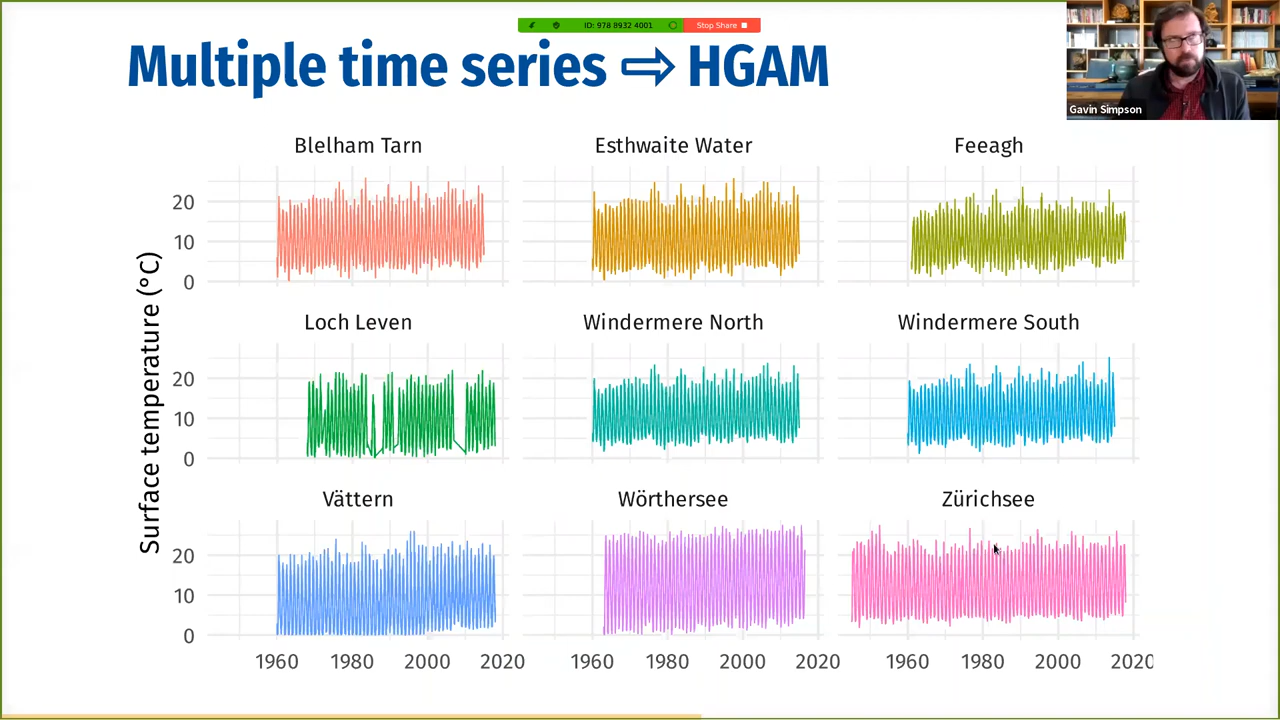 ID: 978 8932 4001
Stop Share
Multiple time series ⇨ HGAM
Gavin Simpson
Blelham Tarn
Esthwaite Water
Feeagh
20
10
0
Loch Leven
Windermere North
Windermere South
20
10
0
Vättern
Wörthersee
Zürichsee
20
10
0
Surface temperature (°C)
1960 1980 2000 2020
1960 1980 2000 2020
1960 1980 2000 2020